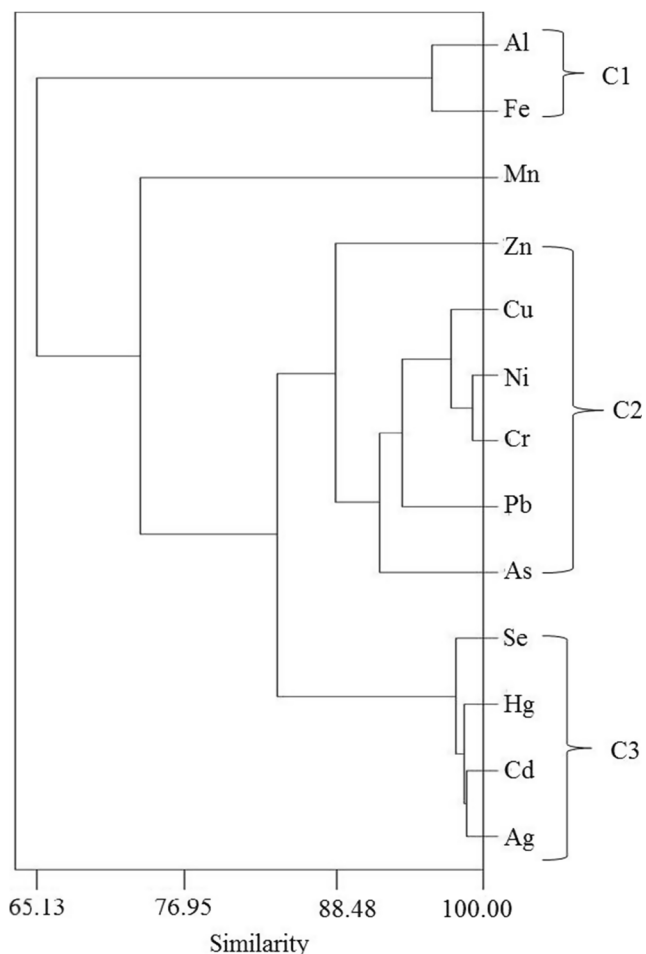 Al
C1
Fe
Mn
Zn
Cu
Ni
C2
Cr
Pb
As
Se
Hg
C3
Cd
Ag
65.13 76.95 88.48 100.00
Similarity